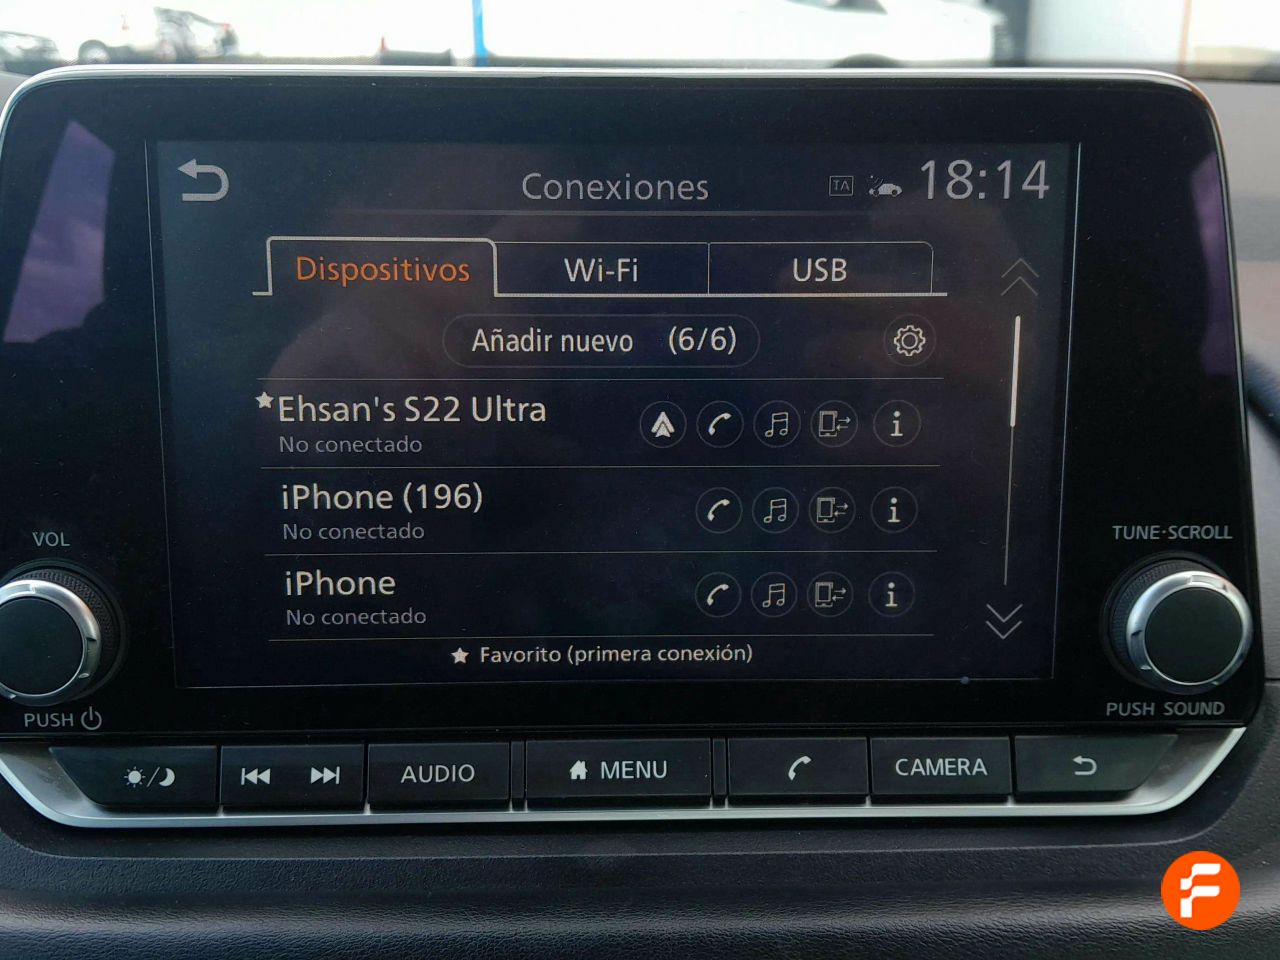 Conexiones
TA
18:14
Dispositivos
Wi-Fi
USB
Añadir nuevo (6/6)
Ehsan's S22 Ultra
No conectado
iPhone (196)
No conectado
iPhone
No conectado
Favorito (primera conexión)
VOL
PUSH
TUNE·SCROLL
PUSH SOUND
AUDIO
MENU
CAMERA